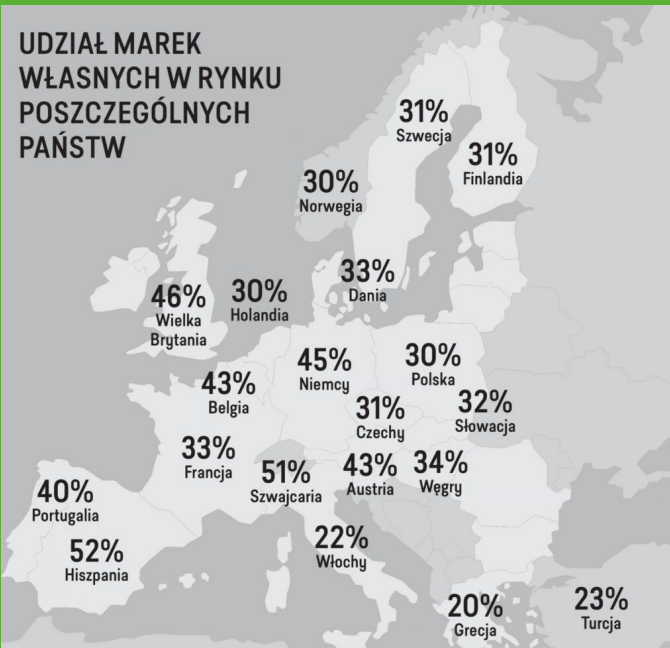 UDZIAŁ MAREK
WŁASNYCH W RYNKU
POSZCZEGÓLNYCH
PAŃSTW
31%
Szwecja
31%
Finlandia
30%
Norwegia
33%
Dania
46%
Wielka
Brytania
30%
Holandia
45%
Niemcy
30%
Polska
43%
Belgia
31%
Czechy
32%
Słowacja
33%
Francja
51%
Szwajcaria
43%
Austria
34%
Węgry
40%
Portugalia
52%
Hiszpania
22%
Włochy
20%
Grecja
23%
Turcja